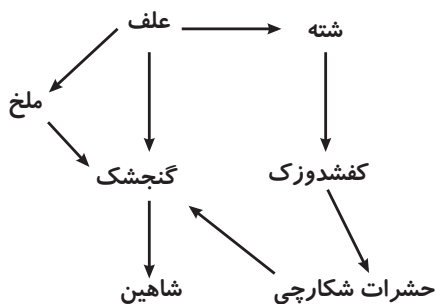 علف
شته
ملخ
گنجشک
کفشدوزک
شاهین
حشرات شکارچی